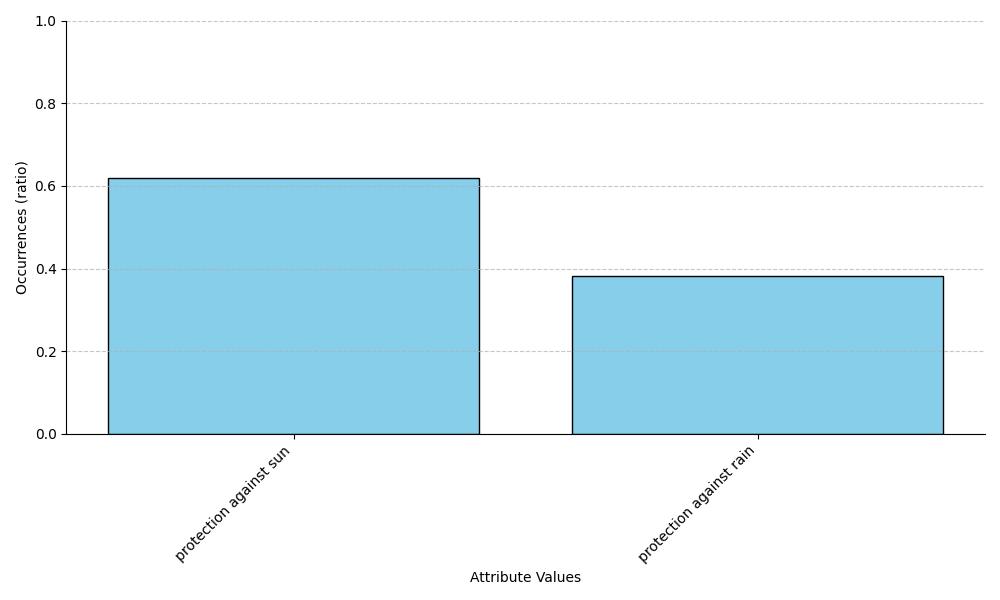 1.0
0.8
0.6
0.4
0.2
0.0
Occurrences (ratio)
protection against sun
protection against rain
Attribute Values